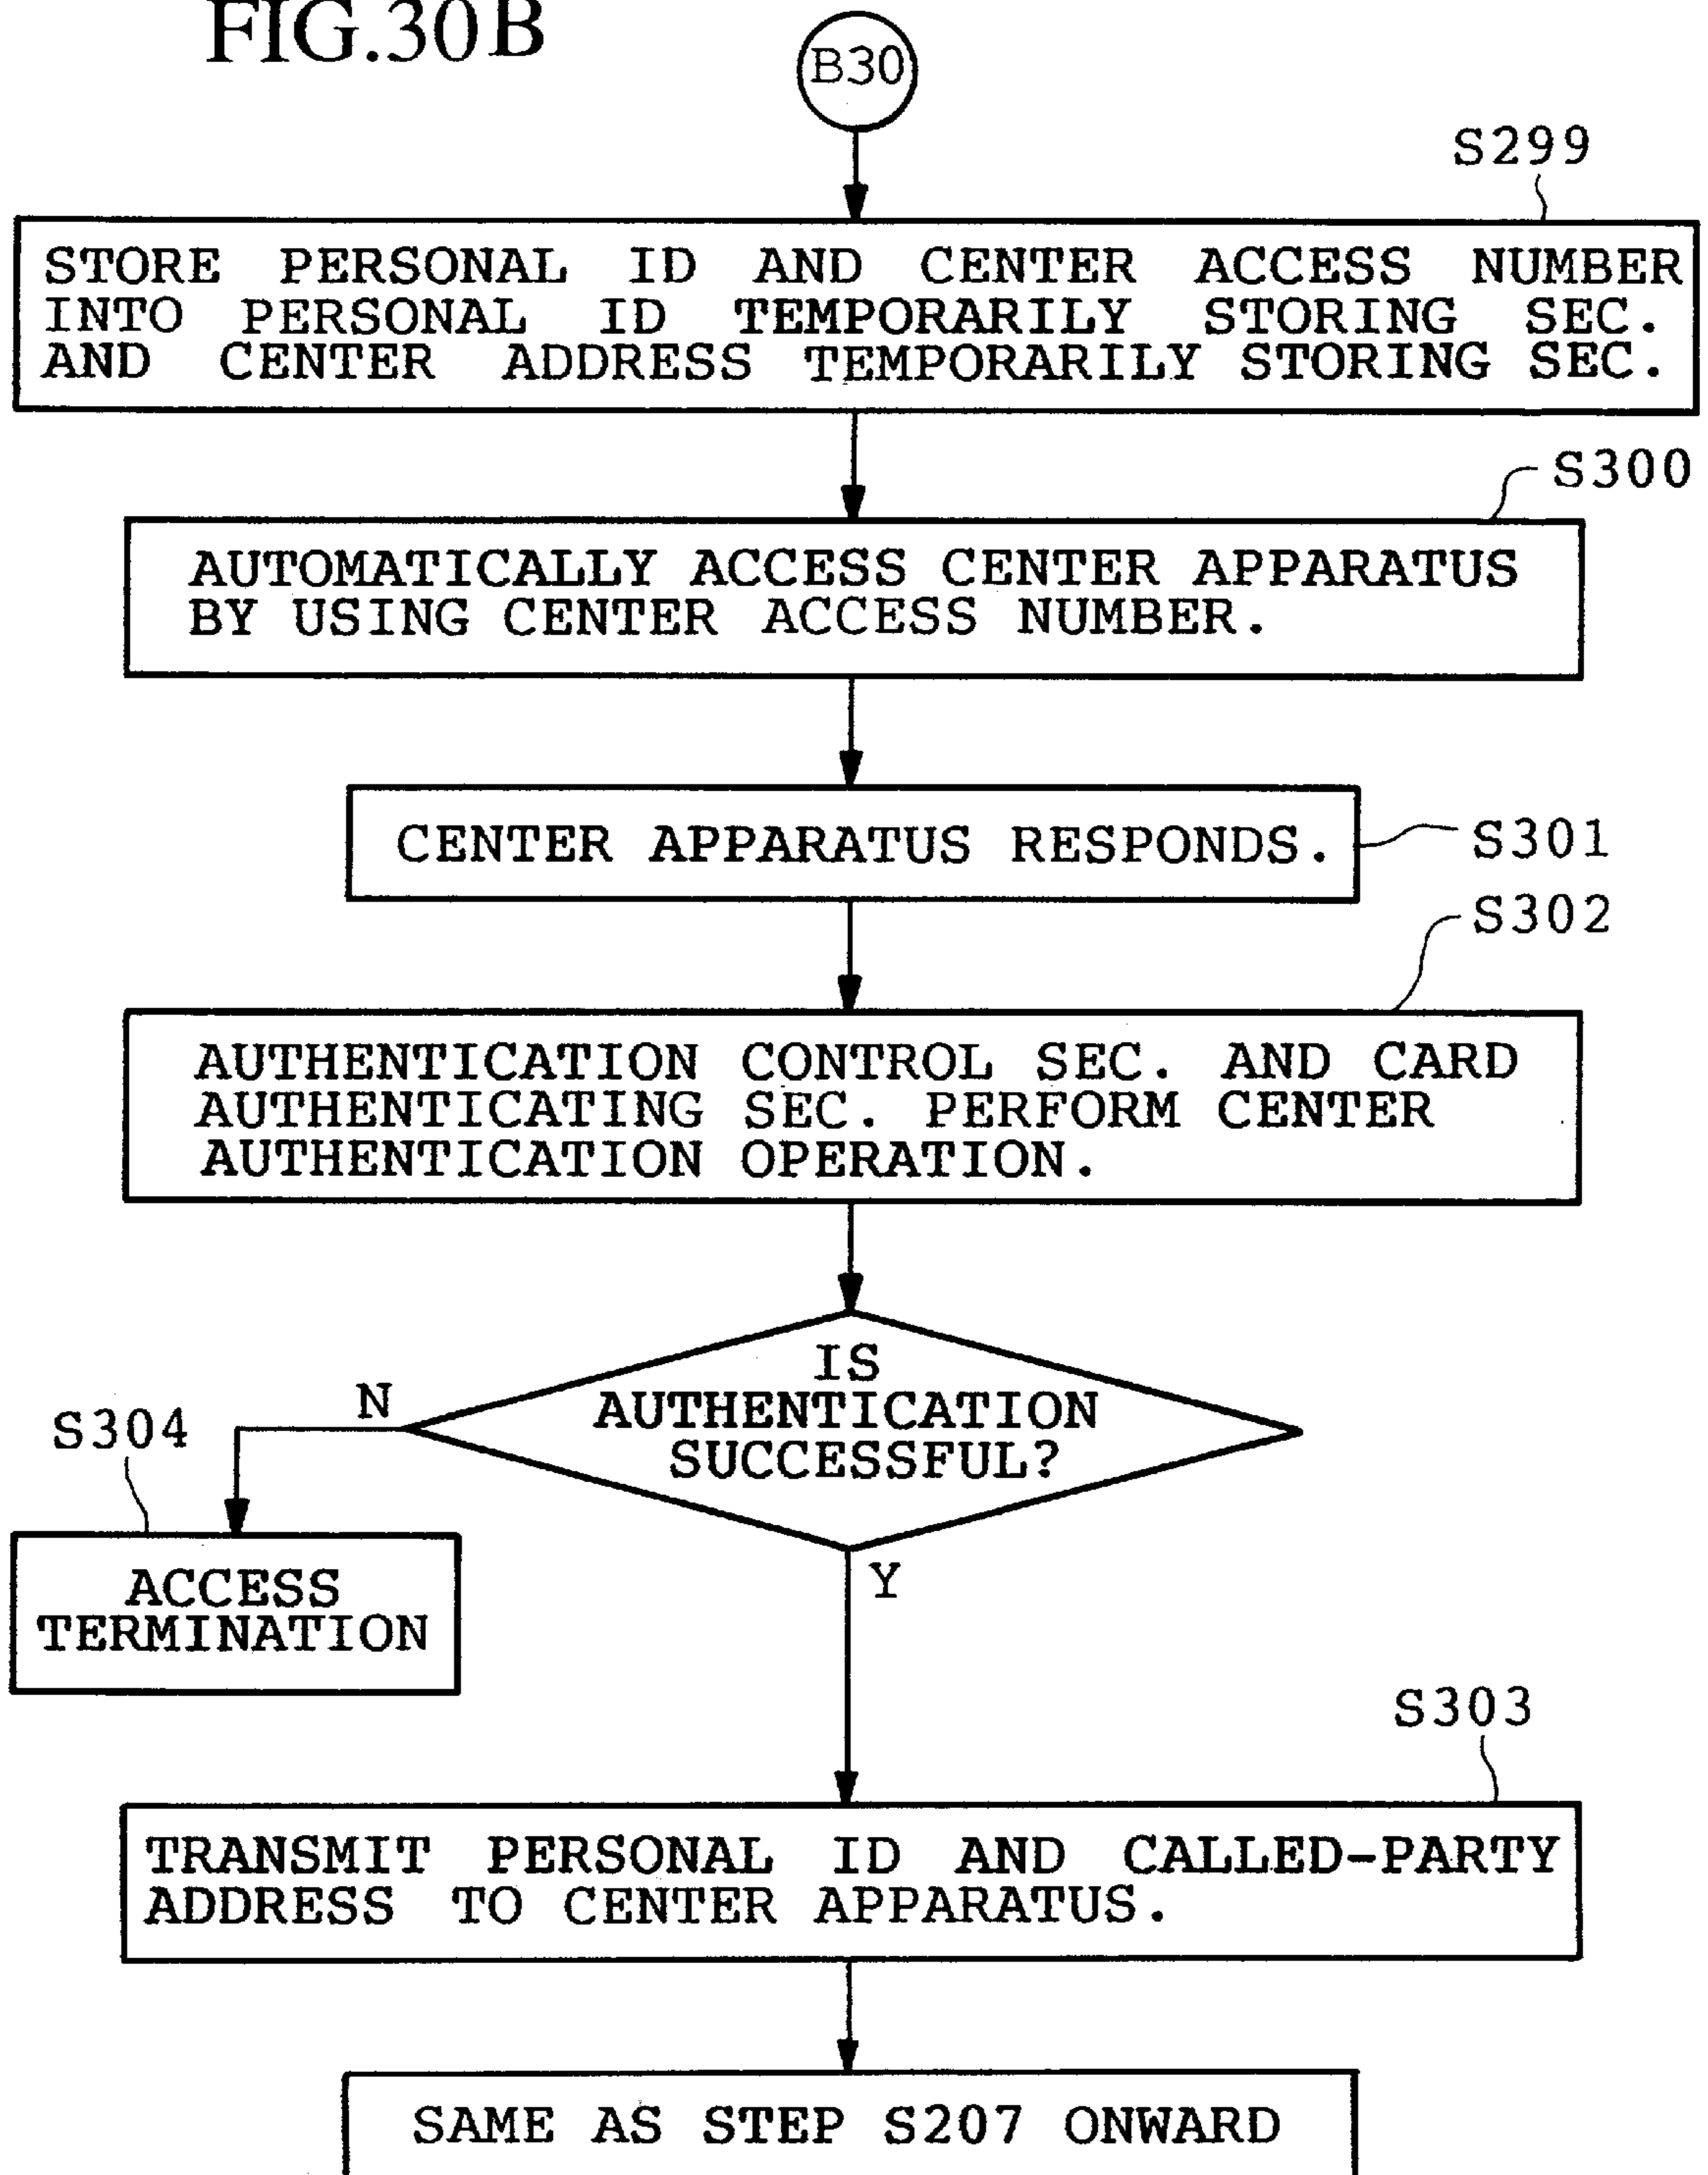 FIG.30B
B30
S299
STORE PERSONAL ID AND CENTER ACCESS NUMBER
INTO PERSONAL ID TEMPORARILY STORING SEC.
AND CENTER ADDRESS TEMPORARILY STORING SEC.
S300
AUTOMATICALLY ACCESS CENTER APPARATUS
BY USING CENTER ACCESS NUMBER.
CENTER APPARATUS RESPONDS.
S301
S302
AUTHENTICATION CONTROL SEC. AND CARD
AUTHENTICATING SEC. PERFORM CENTER
AUTHENTICATION OPERATION.
IS
AUTHENTICATION
SUCCESSFUL?
N
S304
ACCESS
TERMINATION
Y
S303
TRANSMIT PERSONAL ID AND CALLED-PARTY
ADDRESS TO CENTER APPARATUS.
SAME AS STEP S207 ONWARD